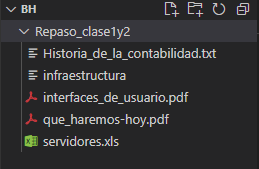 BH
Repaso_clase1y2
Historia_de_la_contabilidad.txt
infraestructura
interfaces_de_usuario.pdf
que_haremos-hoy.pdf
servidores.xls